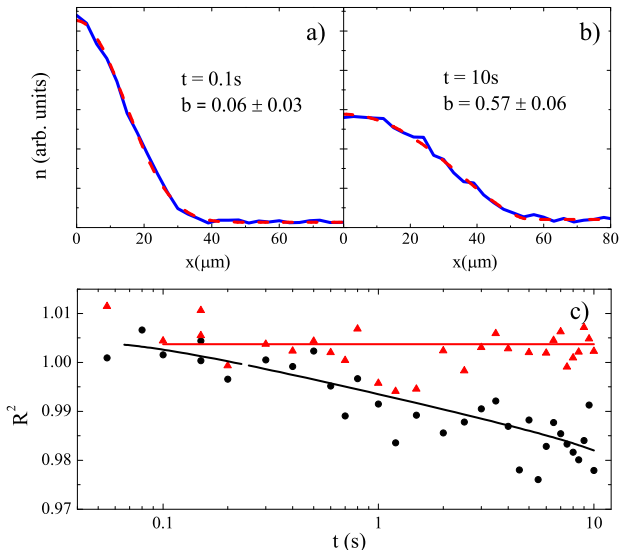 a)
t = 0.1s
b = 0.06 ± 0.03
b)
t = 10s
b = 0.57 ± 0.06
n (arb. units)
0 20 40 60
0 20 40 60 80
x(μm)
x(μm)
c)
1.01
1.00
0.99
0.98
0.97
R²
0.1 1 10
t (s)